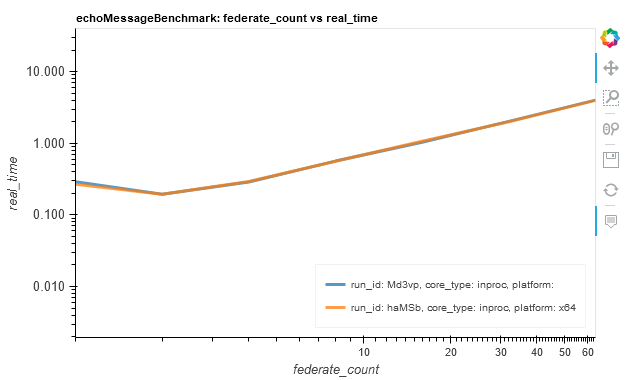 echoMessageBenchmark: federate_count vs real_time
10.000
1.000
0.100
0.010
real_time
run_id: Md3vp, core_type: inproc, platform:
run_id: haMSb, core_type: inproc, platform: x64
10 20 30 40 50 60
federate_count